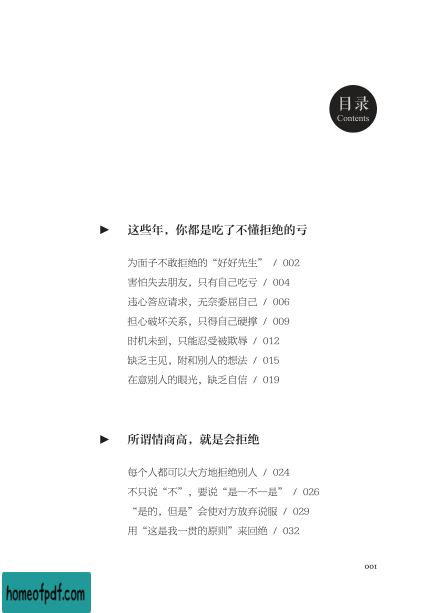 目录
Contents
▶ 这些年，你都是吃了不懂拒绝的亏
为面子不敢拒绝的“好好先生” / 002
害怕失去朋友，只有自己吃亏 / 004
违心答应请求，无奈委屈自己 / 006
担心破坏关系，只得自己硬撑 / 009
时机未到，只能忍受被欺辱 / 012
缺乏主见，附和别人的想法 / 015
在意别人的眼光，缺乏自信 / 019
▶ 所谓情商高，就是会拒绝
每个人都可以大方地拒绝别人 / 024
不只说“不”，要说“是—不—是” / 026
“是的，但是”会使对方放弃说服 / 029
用“这是我一贯的原则”来回绝 / 032
001
homeofpdf.com